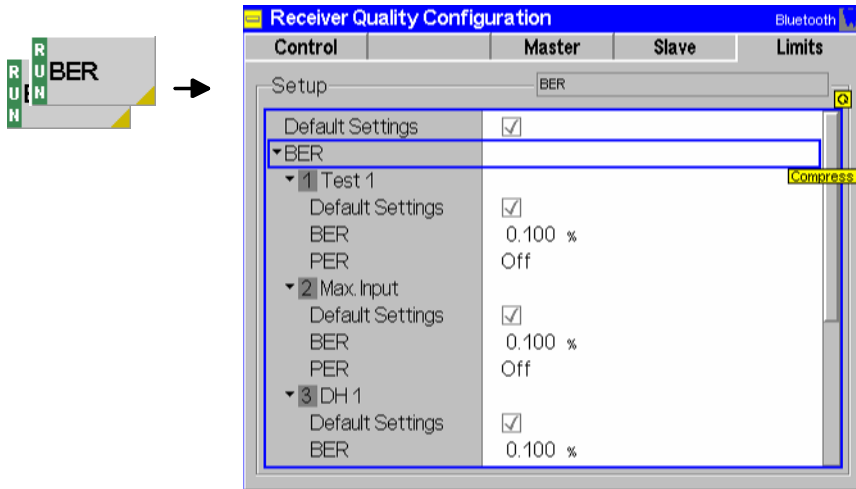 RUN
RUN
BER
Receiver Quality Configuration
Bluetooth
Control
Master
Slave
Limits
Setup
BER
Default Settings
BER
Compress
1 Test 1
Default Settings
BER 0.100 %
PER Off
2 Max. Input
Default Settings
BER 0.100 %
PER Off
3 DH 1
Default Settings
BER 0.100 %